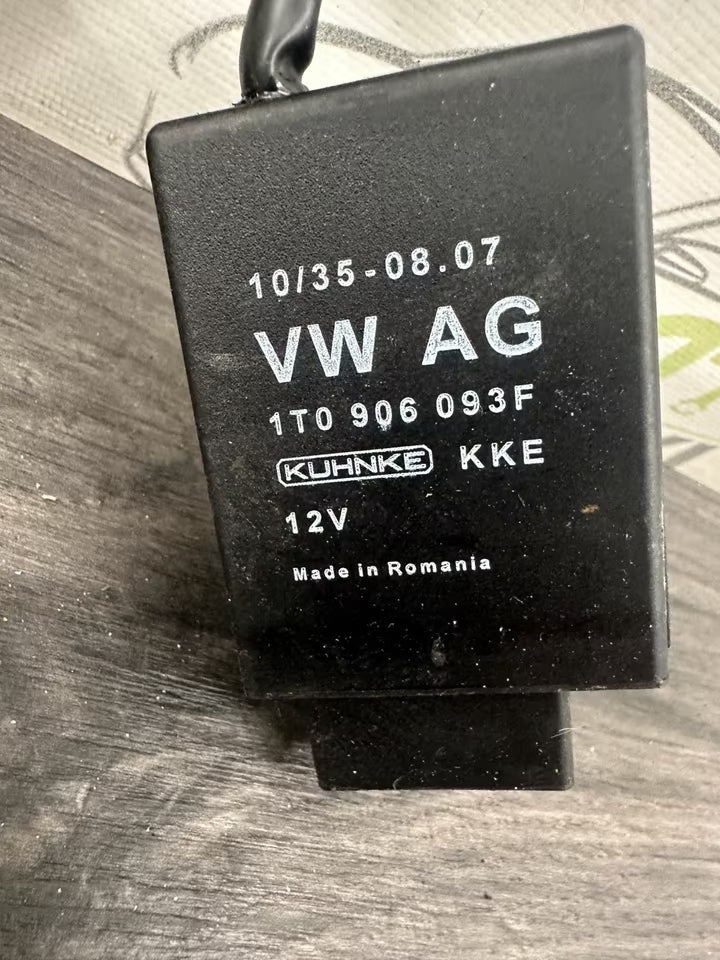 10/35-08.07
VW AG
1T0 906 093F
KUHNKE KKE
12V
Made in Romania